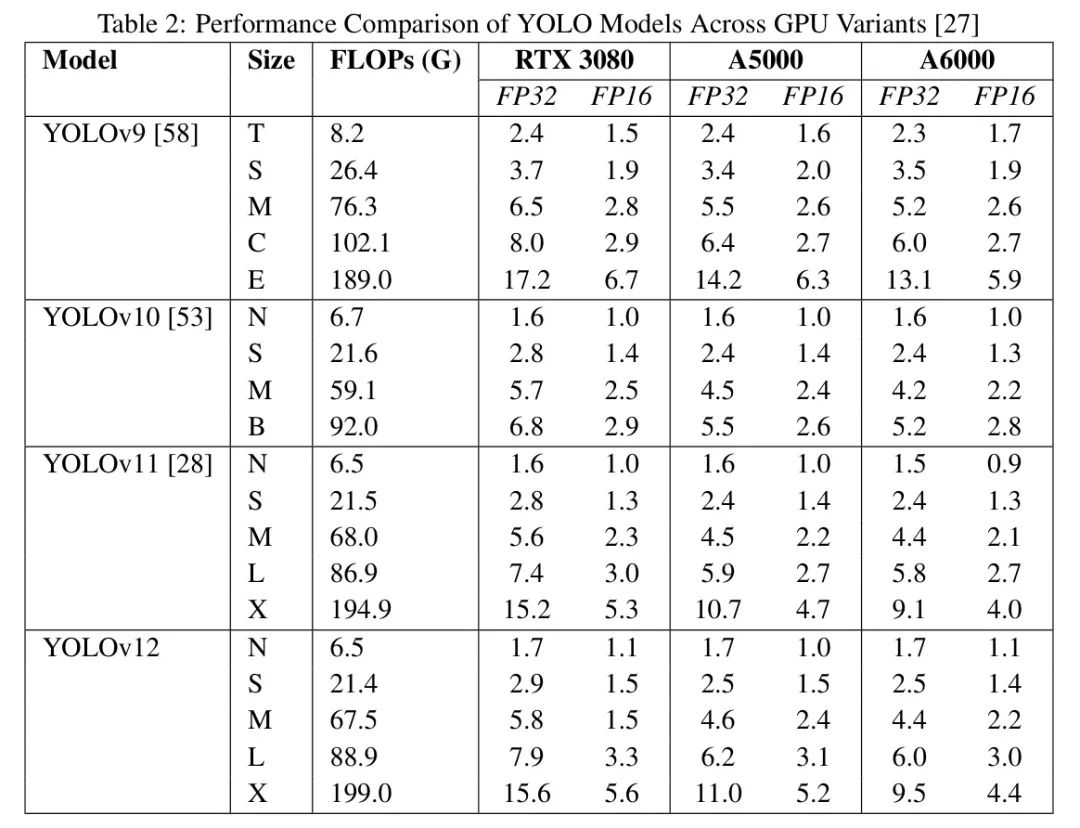 Table 2: Performance Comparison of YOLO Models Across GPU Variants [27]
Model Size FLOPs (G) RTX 3080 A5000 A6000
FP32 FP16 FP32 FP16 FP32 FP16
YOLOv9 [58] T 8.2 2.4 1.5 2.4 1.6 2.3 1.7
S 26.4 3.7 1.9 3.4 2.0 3.5 1.9
M 76.3 6.5 2.8 5.5 2.6 5.2 2.6
C 102.1 8.0 2.9 6.4 2.7 6.0 2.7
E 189.0 17.2 6.7 14.2 6.3 13.1 5.9
YOLOv10 [53] N 6.7 1.6 1.0 1.6 1.0 1.6 1.0
S 21.6 2.8 1.4 2.4 1.4 2.4 1.3
M 59.1 5.7 2.5 4.5 2.4 4.2 2.2
B 92.0 6.8 2.9 5.5 2.6 5.2 2.8
YOLOv11 [28] N 6.5 1.6 1.0 1.6 1.0 1.5 0.9
S 21.5 2.8 1.3 2.4 1.4 2.4 1.3
M 68.0 5.6 2.3 4.5 2.2 4.4 2.1
L 86.9 7.4 3.0 5.9 2.7 5.8 2.7
X 194.9 15.2 5.3 10.7 4.7 9.1 4.0
YOLOv12 N 6.5 1.7 1.1 1.7 1.0 1.7 1.1
S 21.4 2.9 1.5 2.5 1.5 2.5 1.4
M 67.5 5.8 1.5 4.6 2.4 4.4 2.2
L 88.9 7.9 3.3 6.2 3.1 6.0 3.0
X 199.0 15.6 5.6 11.0 5.2 9.5 4.4